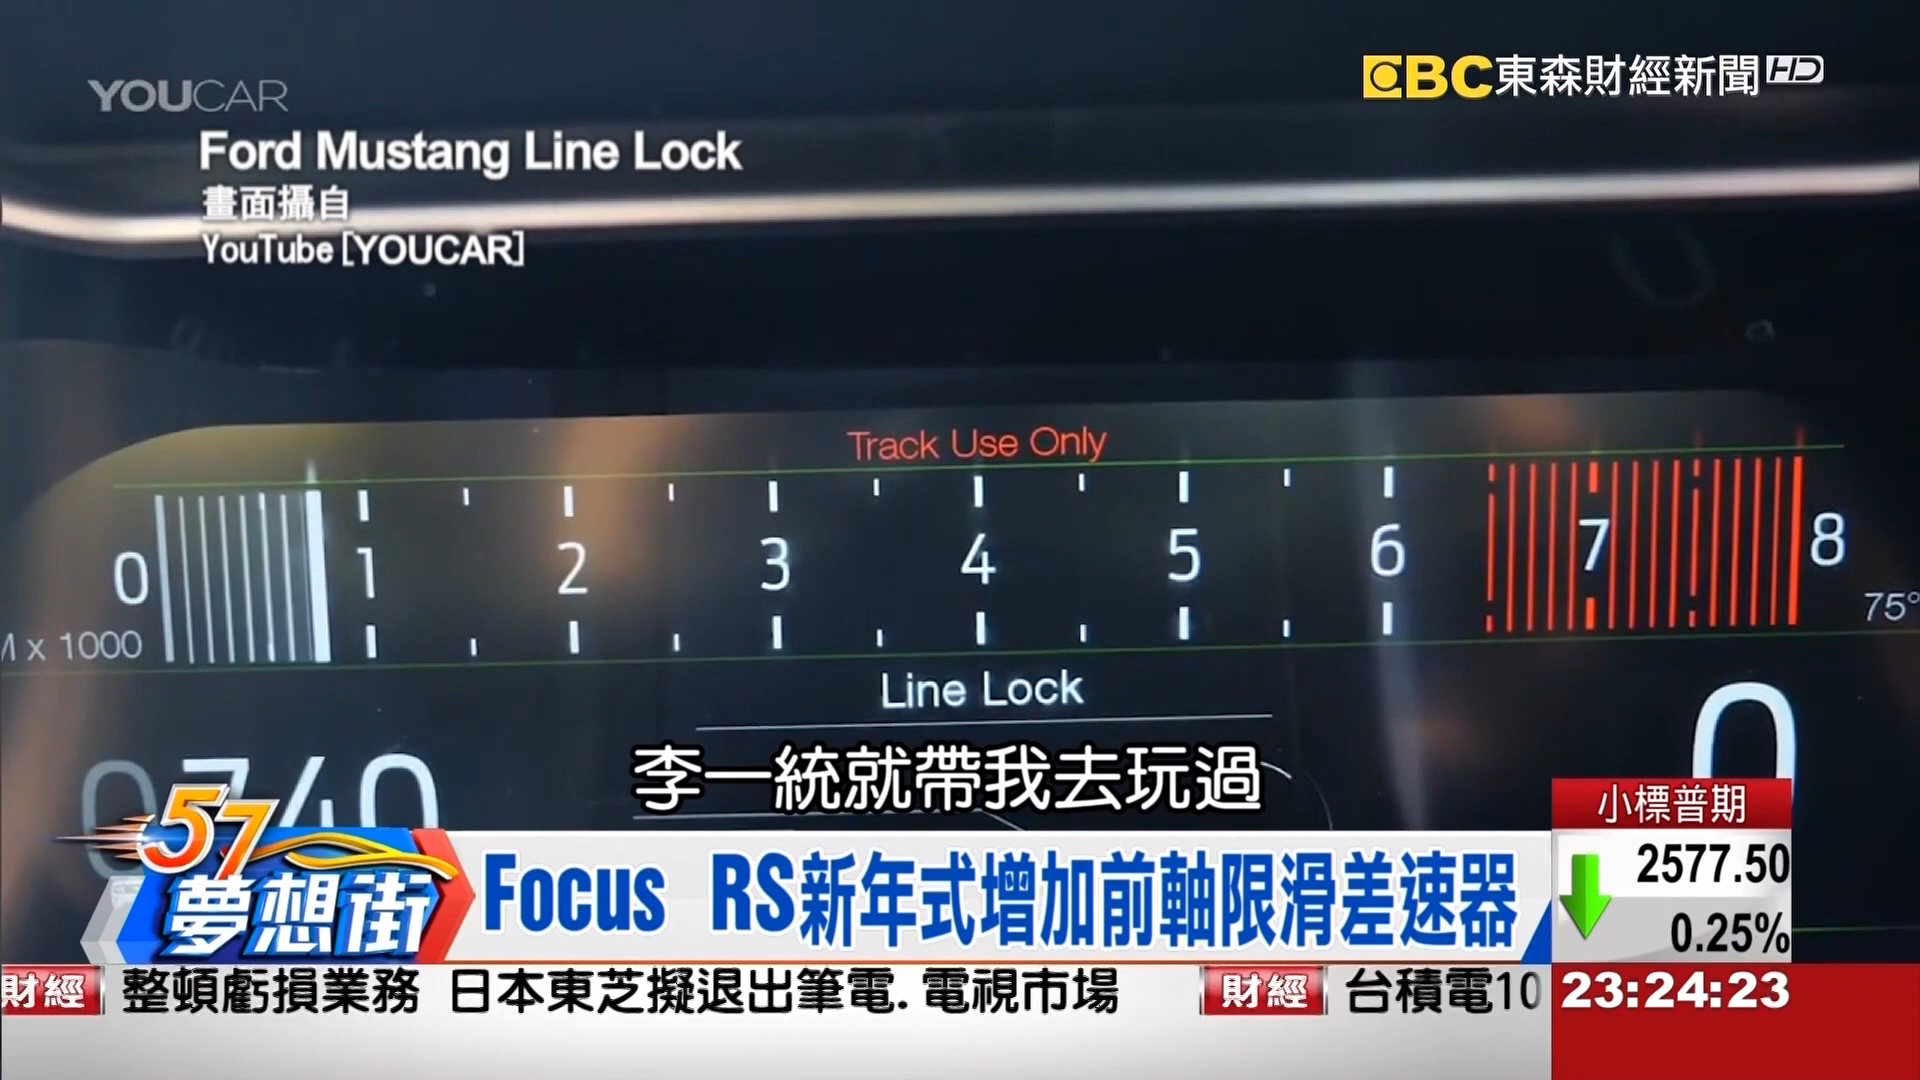 YOUCAR
EBC東森財經新聞HD
Ford Mustang Line Lock
畫面攝自
YouTube [YOUCAR]
Track Use Only
0 1 2 3 4 5 6 7 8
x 1000
75°
Line Lock
0
李一統就帶我去玩過
57
夢想街
Focus RS新年式增加前軸限滑差速器
小標普期
2577.50
0.25%
財經 整頓虧損業務 日本東芝擬退出筆電.電視市場 財經 台積電10
23:24:23